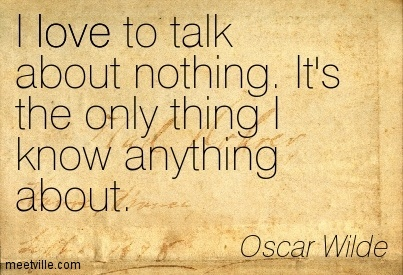 I love to talk
about nothing. It's
the only thing I
know anything
about.
Oscar Wilde
meetville.com